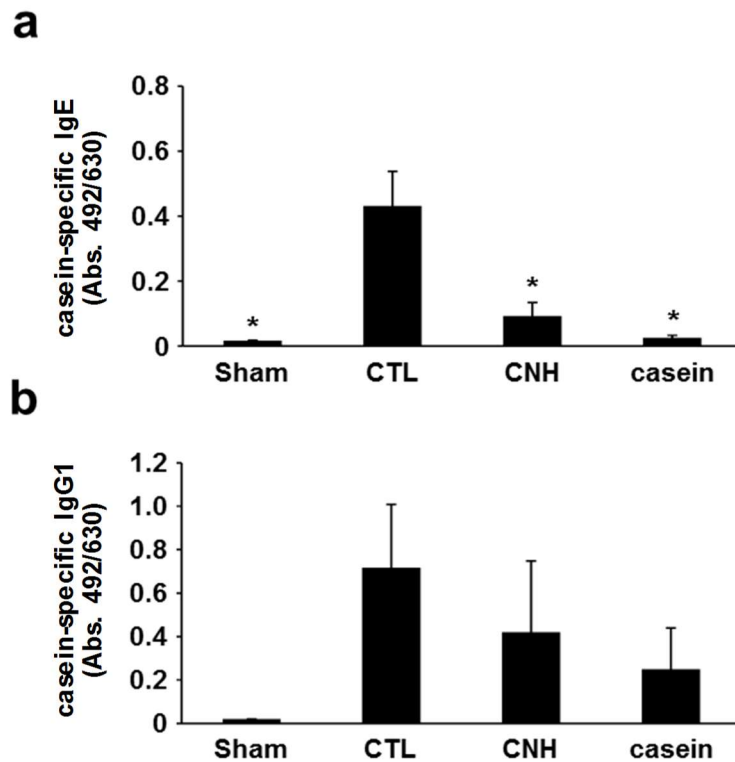 a
casein-specific IgE
(Abs. 492/630)
0.8
0.6
0.4
0.2
0
*
*
*
Sham CTL CNH casein
b
casein-specific IgG1
(Abs. 492/630)
1.2
1.0
0.8
0.6
0.4
0.2
0
Sham CTL CNH casein